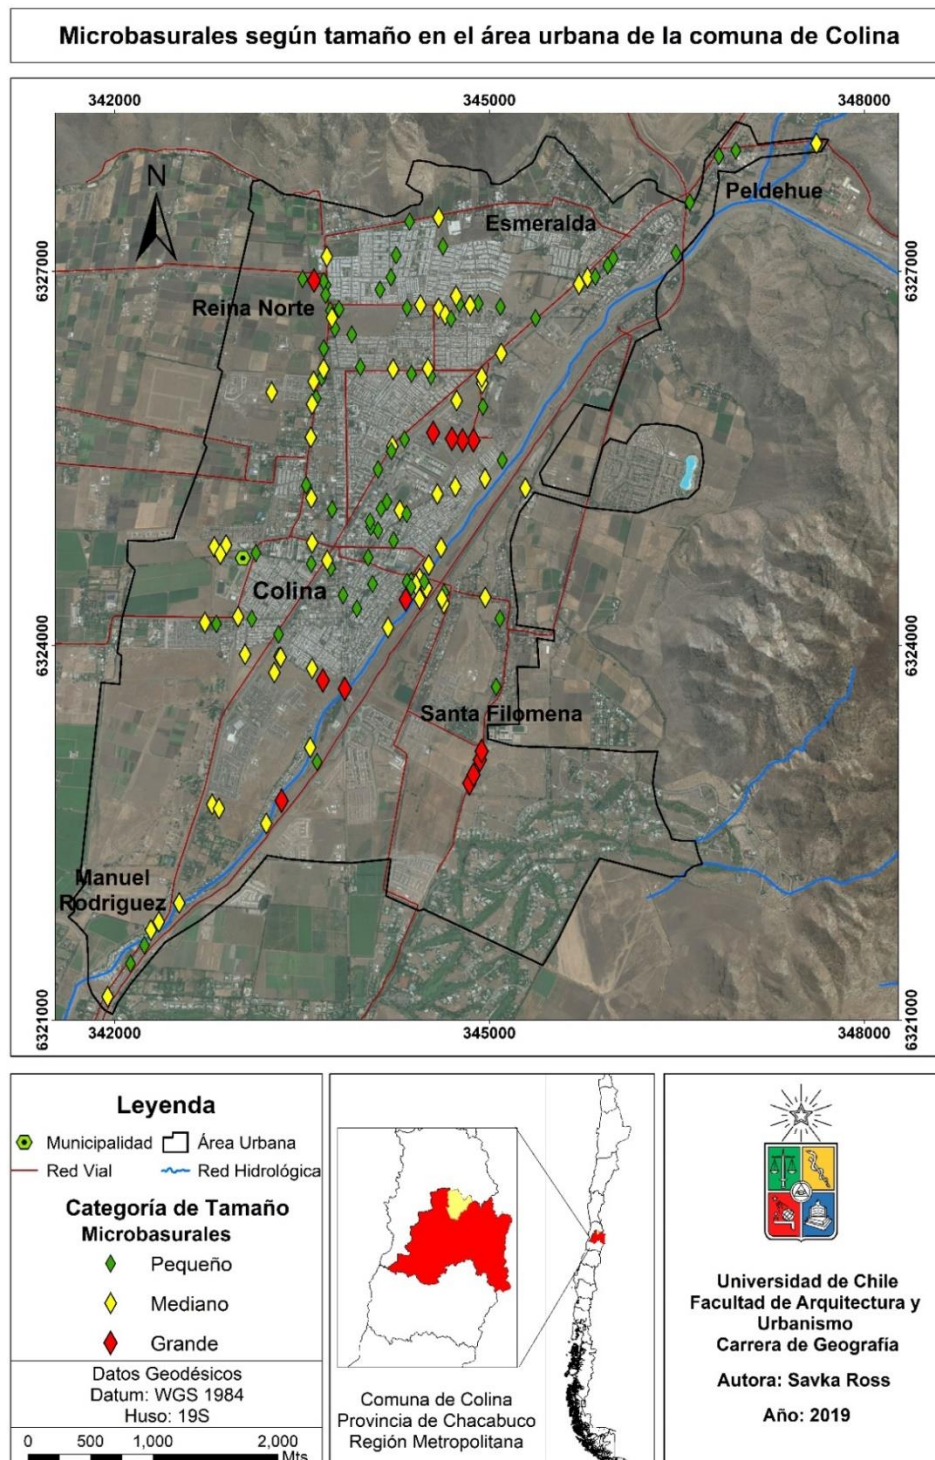 Microbasurales según tamaño en el área urbana de la comuna de Colina
342000 345000 348000
N
Peldehue
Esmeralda
6327000 6327000
Reina Norte
Colina
6324000 6324000
Santa Filomena
Manuel
Rodriguez
6321000 6321000
342000 345000 348000
Leyenda
Municipalidad Área Urbana
Red Vial Red Hidrológica
Categoría de Tamaño
Microbasurales
Pequeño
Mediano
Grande
Datos Geodésicos
Datum: WGS 1984
Huso: 19S
0 500 1,000 2,000
Mts
Comuna de Colina
Provincia de Chacabuco
Región Metropolitana
Universidad de Chile
Facultad de Arquitectura y
Urbanismo
Carrera de Geografía
Autora: Savka Ross
Año: 2019